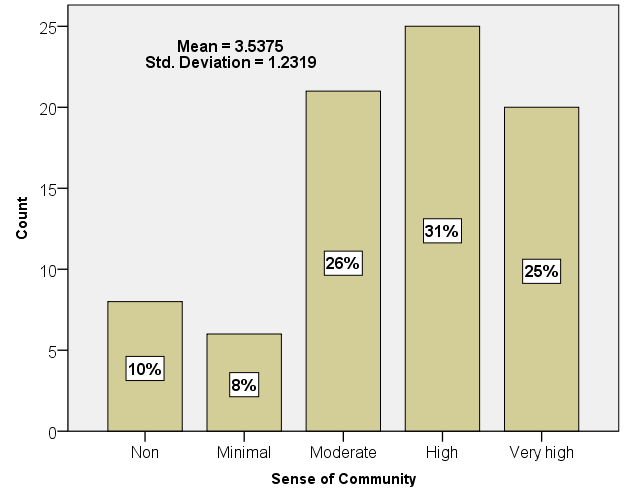 Mean = 3.5375
Std. Deviation = 1.2319
25
20
15
10
5
0
Count
10%
8%
26%
31%
25%
Non
Minimal
Moderate
High
Very high
Sense of Community